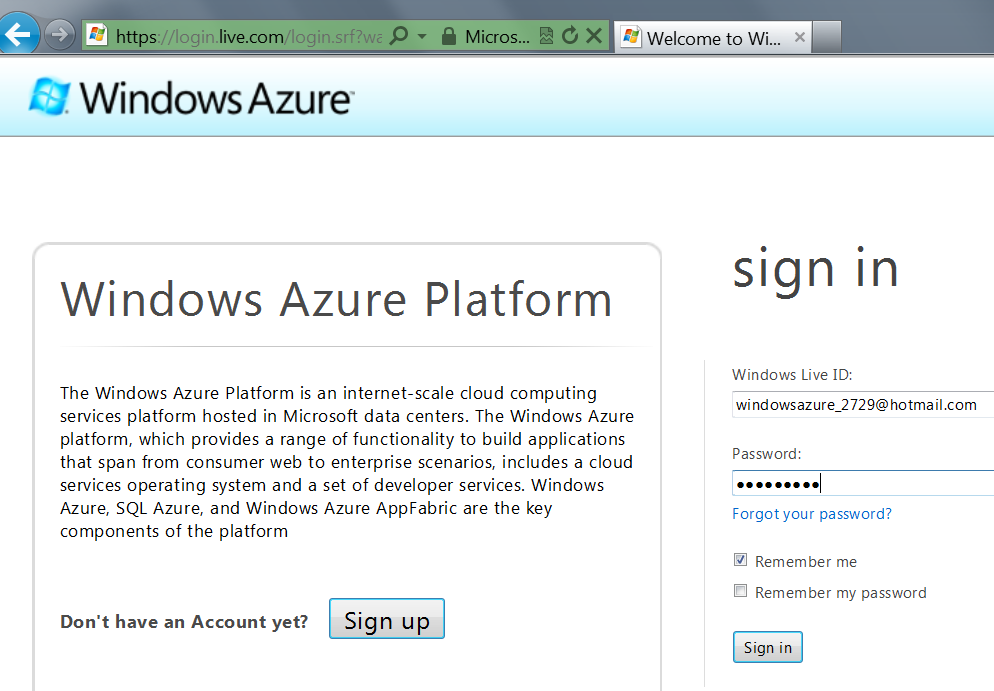 https://login.live.com/login.srf?wa
Micros...
Welcome to Wi...
Windows Azure™
Windows Azure Platform
The Windows Azure Platform is an internet-scale cloud computing
services platform hosted in Microsoft data centers. The Windows Azure
platform, which provides a range of functionality to build applications
that span from consumer web to enterprise scenarios, includes a cloud
services operating system and a set of developer services. Windows
Azure, SQL Azure, and Windows Azure AppFabric are the key
components of the platform
Don't have an Account yet?
Sign up
sign in
Windows Live ID:
windowsazure_2729@hotmail.com
Password:
•••••••••
Forgot your password?
Remember me
Remember my password
Sign in